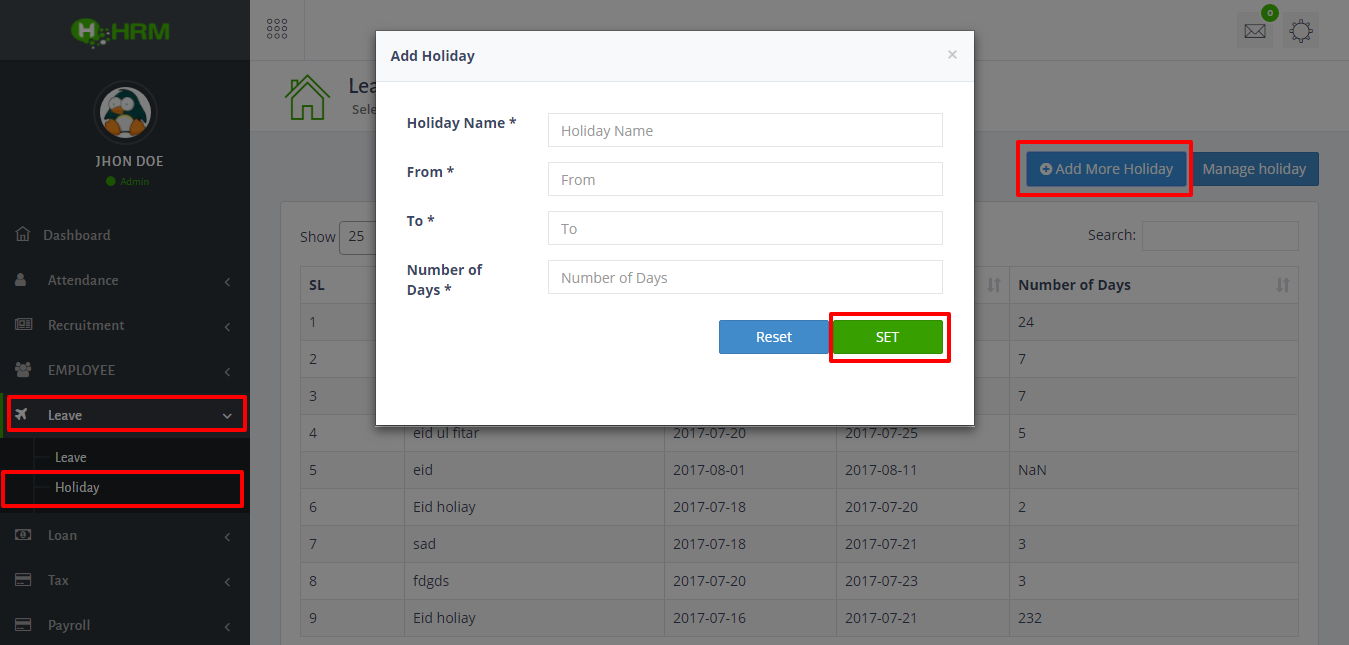 HRM
0
JHON DOE
Admin
Dashboard
Attendance
Recruitment
EMPLOYEE
Leave
Leave
Holiday
Loan
Tax
Payroll
Add Holiday ×
Holiday Name * Holiday Name
From * From
To * To
Number of Days * Number of Days
Reset SET
Add More Holiday Manage holiday
Show 25
Search:
SL Number of Days
1 24
2 7
3 7
4 eid ul fitar 2017-07-20 2017-07-25 5
5 eid 2017-08-01 2017-08-11 NaN
6 Eid holiay 2017-07-18 2017-07-20 2
7 sad 2017-07-18 2017-07-21 3
8 fdgds 2017-07-20 2017-07-23 3
9 Eid holiay 2017-07-16 2017-07-21 232